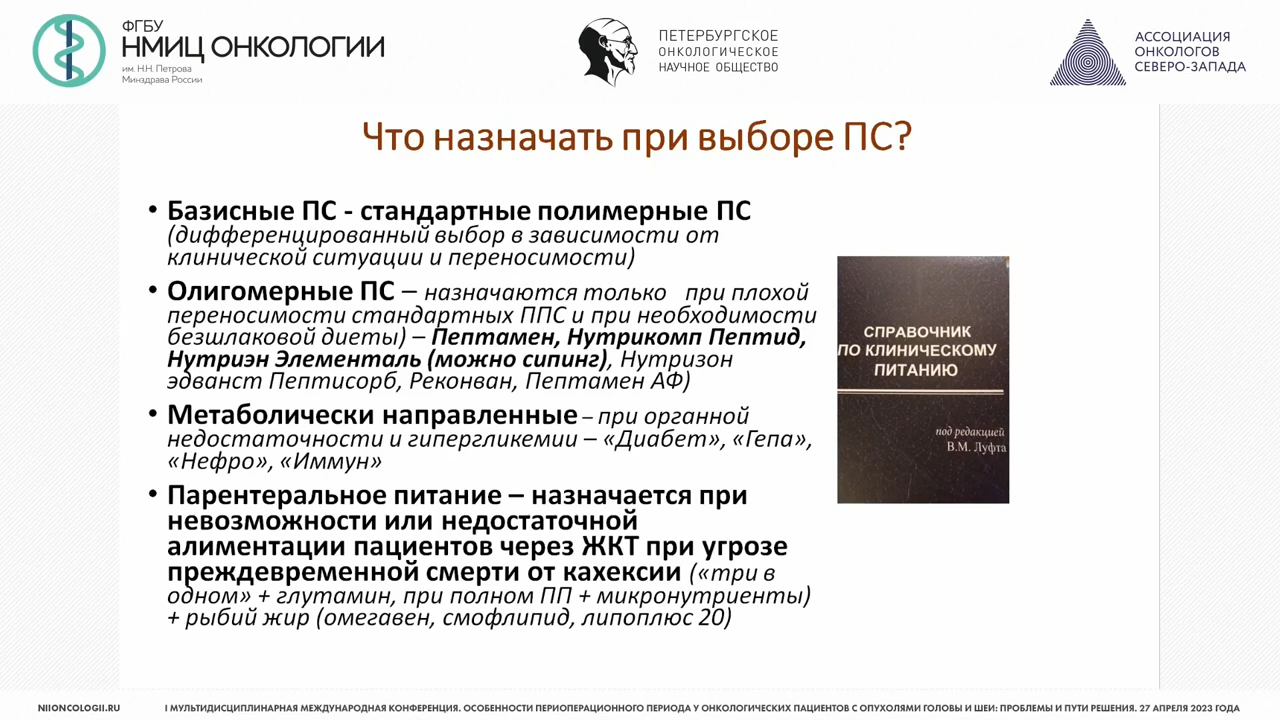 ФГБУ
НМИЦ ОНКОЛОГИИ
им. Н.Н. Петрова
Минздрава России
ПЕТЕРБУРГСКОЕ
ОНКОЛОГИЧЕСКОЕ
НАУЧНОЕ ОБЩЕСТВО
АССОЦИАЦИЯ
ОНКОЛОГОВ
СЕВЕРО-ЗАПАДА
Что назначать при выборе ПС?
• Базисные ПС - стандартные полимерные ПС
(дифференцированный выбор в зависимости от
клинической ситуации и переносимости)
• Олигомерные ПС – назначаются только при плохой
переносимости стандартных ППС и при необходимости
безшлаковой диеты) – Пептамен, Нутрикомп Пептид,
Нутриэн Элементаль (можно сипинг), Нутризон
эдванст Пептисорб, Реконван, Пептамен АФ)
• Метаболически направленные – при органной
недостаточности и гипергликемии – «Диабет», «Гепа»,
«Нефро», «Иммун»
• Парентеральное питание – назначается при
невозможности или недостаточной
алиментации пациентов через ЖКТ при угрозе
преждевременной смерти от кахексии («три в
одном» + глутамин, при полном ПП + микронутриенты)
+ рыбий жир (омегавен, смофлипид, липоплюс 20)
СПРАВОЧНИК
ПО КЛИНИЧЕСКОМУ
ПИТАНИЮ
под редакцией
В.М. Луфта
NIIONCOLOGII.RU
I МУЛЬТИДИСЦИПЛИНАРНАЯ МЕЖДУНАРОДНАЯ КОНФЕРЕНЦИЯ. ОСОБЕННОСТИ ПЕРИОПЕРАЦИОННОГО ПЕРИОДА У ОНКОЛОГИЧЕСКИХ ПАЦИЕНТОВ С ОПУХОЛЯМИ ГОЛОВЫ И ШЕИ: ПРОБЛЕМЫ И ПУТИ РЕШЕНИЯ. 27 АПРЕЛЯ 2023 ГОДА